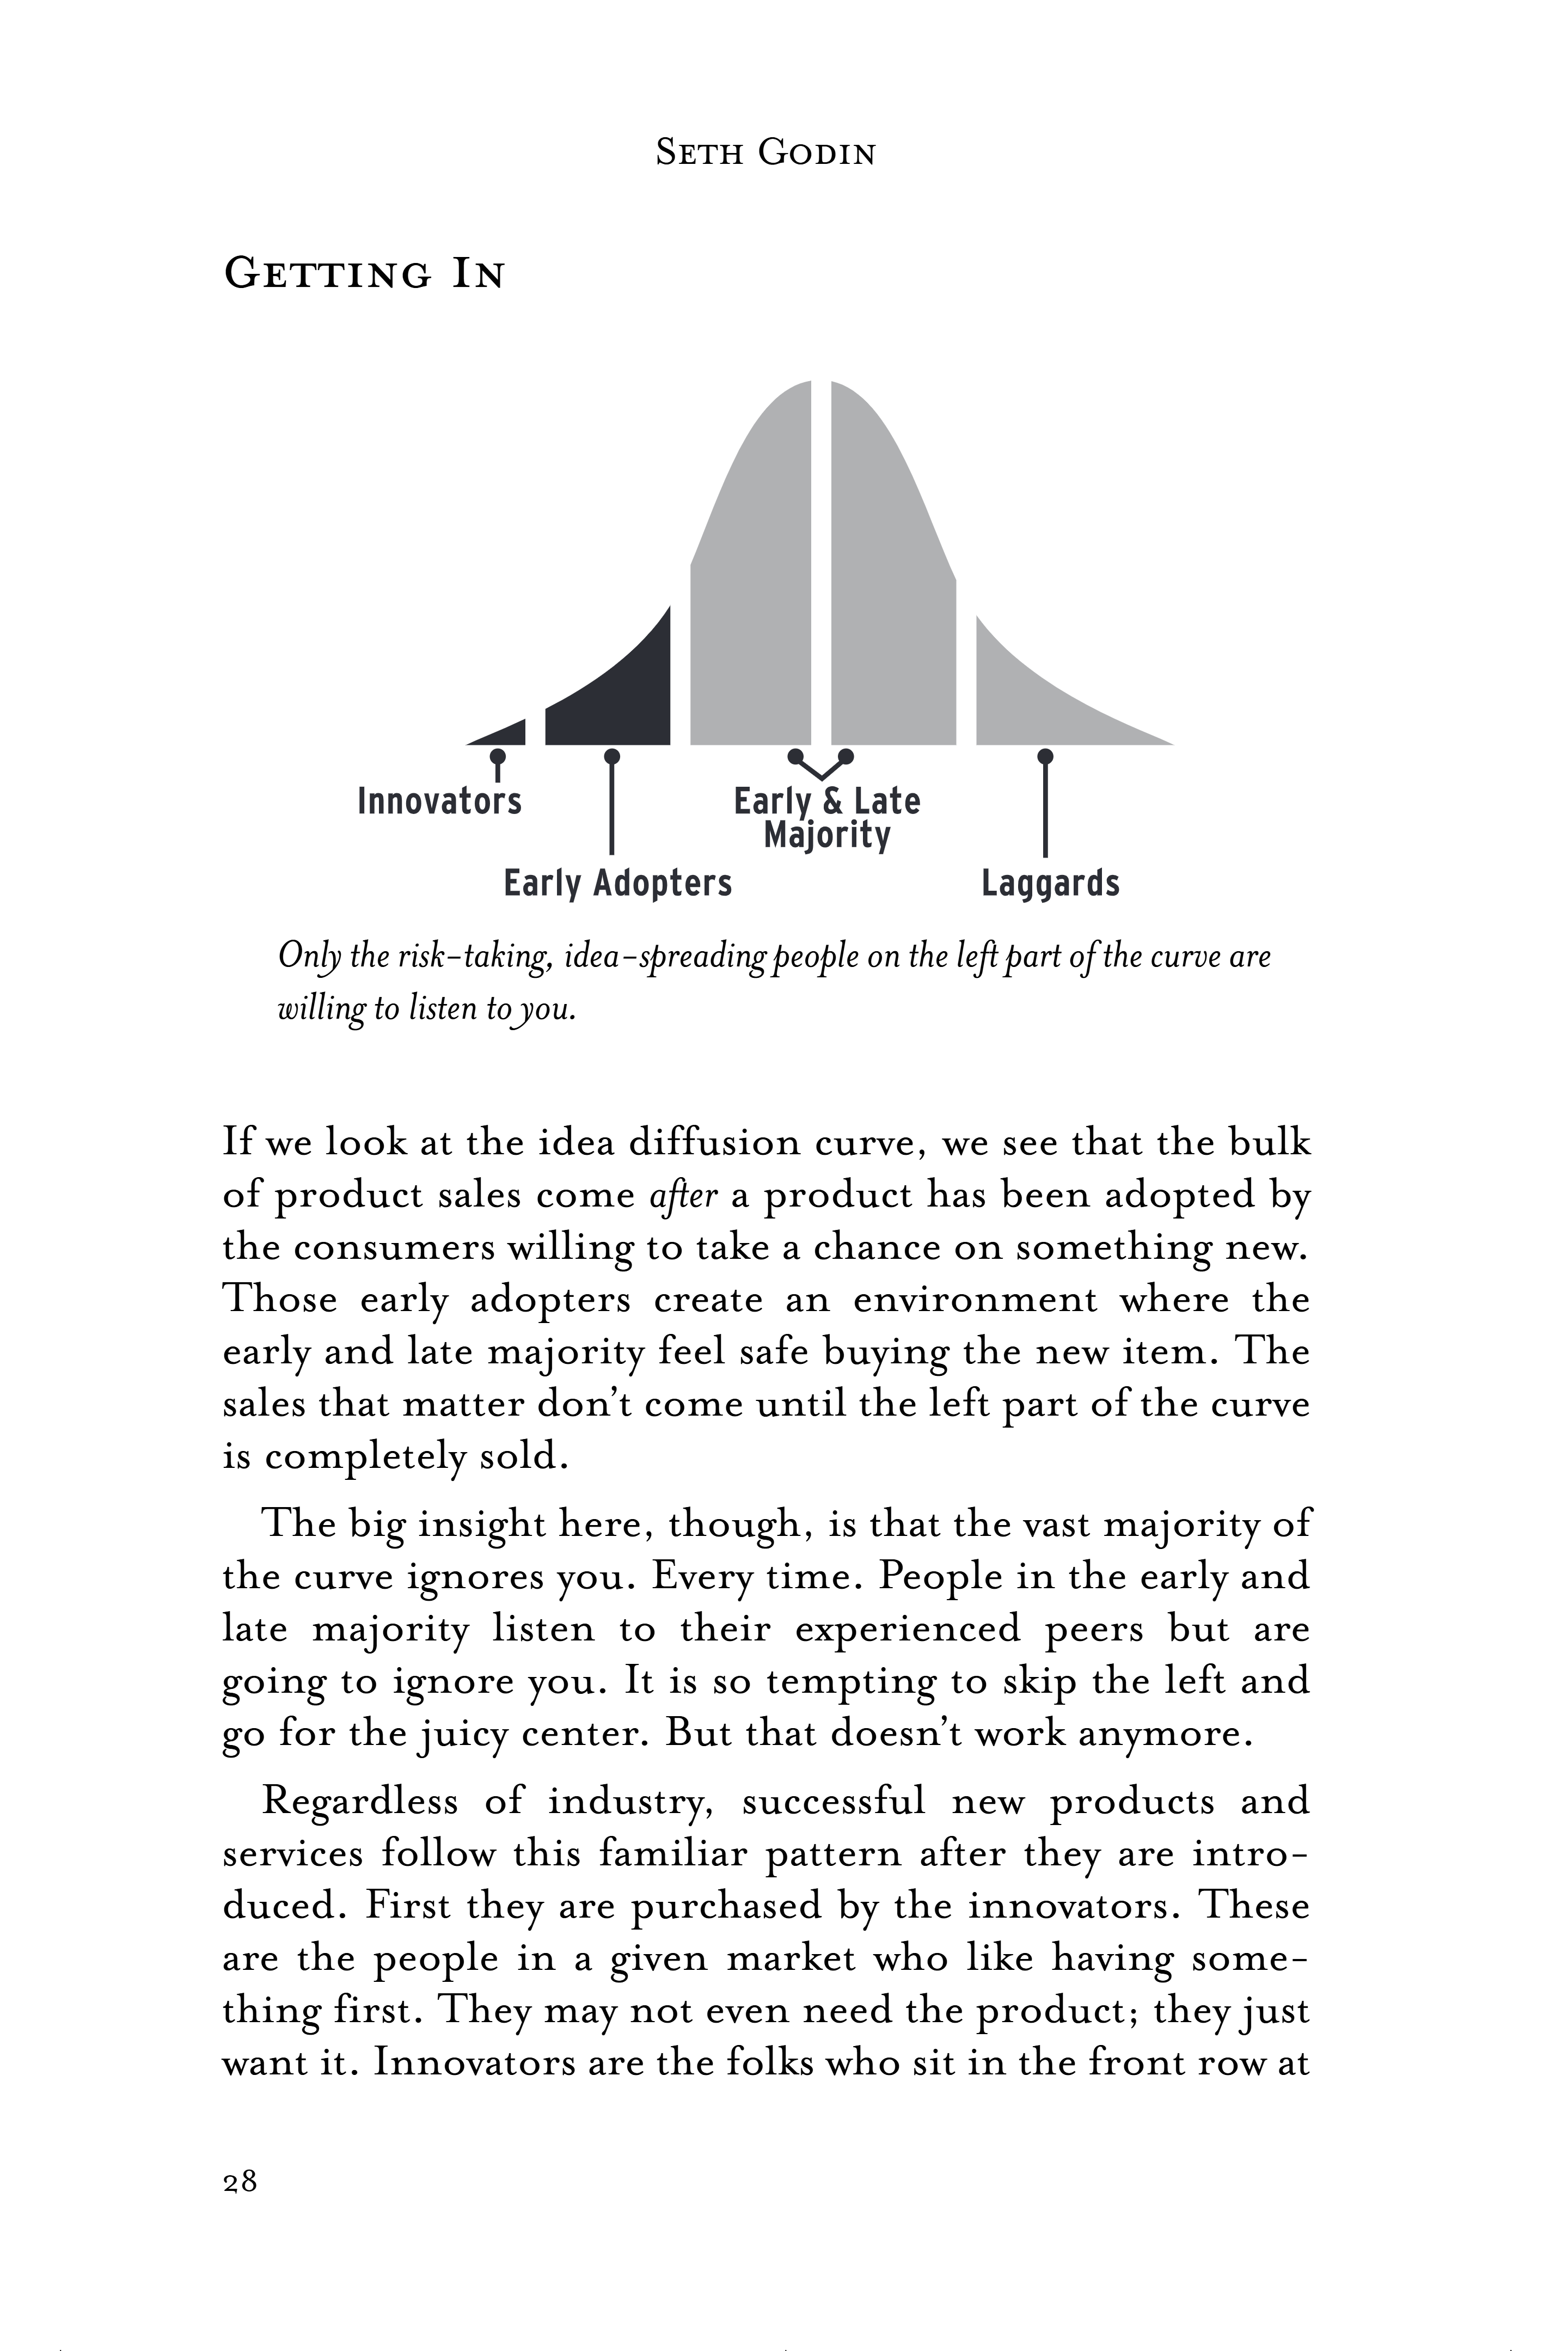 Seth Godin
Getting In
Innovators
Early & Late
Majority
Early Adopters
Laggards
Only the risk-taking, idea-spreading people on the left part of the curve are
willing to listen to you.
If we look at the idea diffusion curve, we see that the bulk
of product sales come after a product has been adopted by
the consumers willing to take a chance on something new.
Those early adopters create an environment where the
early and late majority feel safe buying the new item. The
sales that matter don’t come until the left part of the curve
is completely sold.
The big insight here, though, is that the vast majority of
the curve ignores you. Every time. People in the early and
late majority listen to their experienced peers but are
going to ignore you. It is so tempting to skip the left and
go for the juicy center. But that doesn’t work anymore.
Regardless of industry, successful new products and
services follow this familiar pattern after they are intro-
duced. First they are purchased by the innovators. These
are the people in a given market who like having some-
thing first. They may not even need the product; they just
want it. Innovators are the folks who sit in the front row at
28